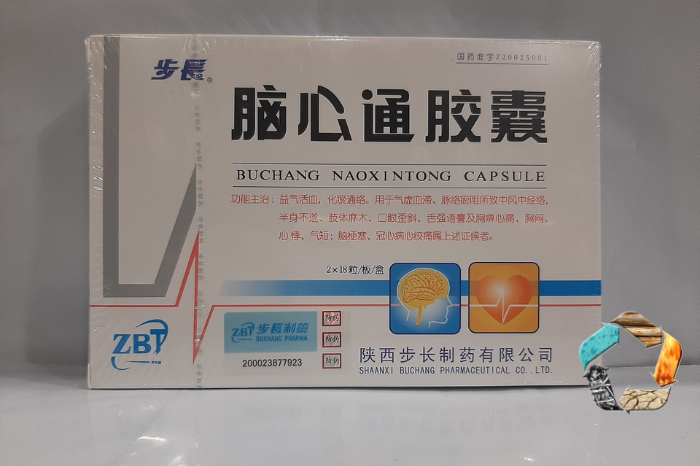 步長®
国药准字Z20025001
脑心通胶囊
BUCHANG NAOXINTONG CAPSULE
功能主治：益气活血，化瘀通络。用于气虚血滞、脉络瘀阻所致中风中经络，
半身不遂、肢体麻木、口眼歪斜、舌强语謇及胸痹心痛、胸闷、
心悸、气短；脑梗塞、冠心病心绞痛属上述证候者。
2×18粒/板/盒
ZBT
ZBT 步長制药
BUCHANG PHARMA
200023877923
陕西步长制药有限公司
SHAANXI BUCHANG PHARMACEUTICAL CO.,LTD.